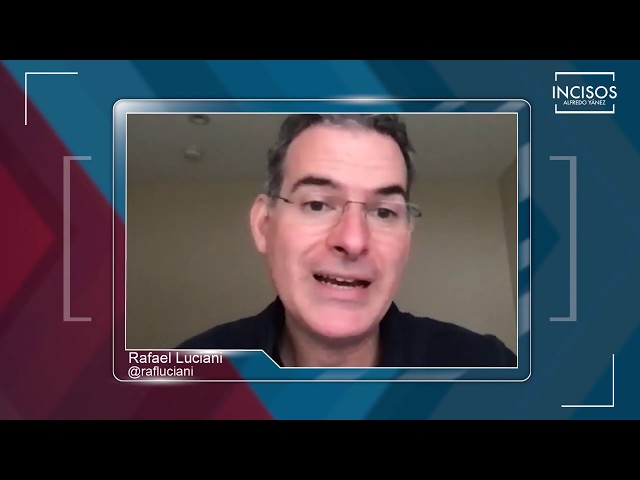 INCISOS
ALFREDO YÁNEZ
Rafael Luciani
@rafluciani